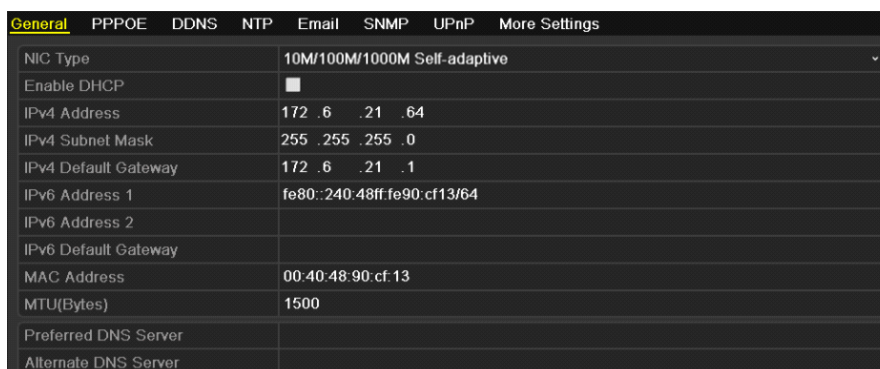 General PPPOE DDNS NTP Email SNMP UPnP More Settings
NIC Type 10M/100M/1000M Self-adaptive
Enable DHCP
IPv4 Address 172 .6 .21 .64
IPv4 Subnet Mask 255 .255 .255 .0
IPv4 Default Gateway 172 .6 .21 .1
IPv6 Address 1 fe80::240:48ff:fe90:cf13/64
IPv6 Address 2
IPv6 Default Gateway
MAC Address 00:40:48:90:cf:13
MTU(Bytes) 1500
Preferred DNS Server
Alternate DNS Server